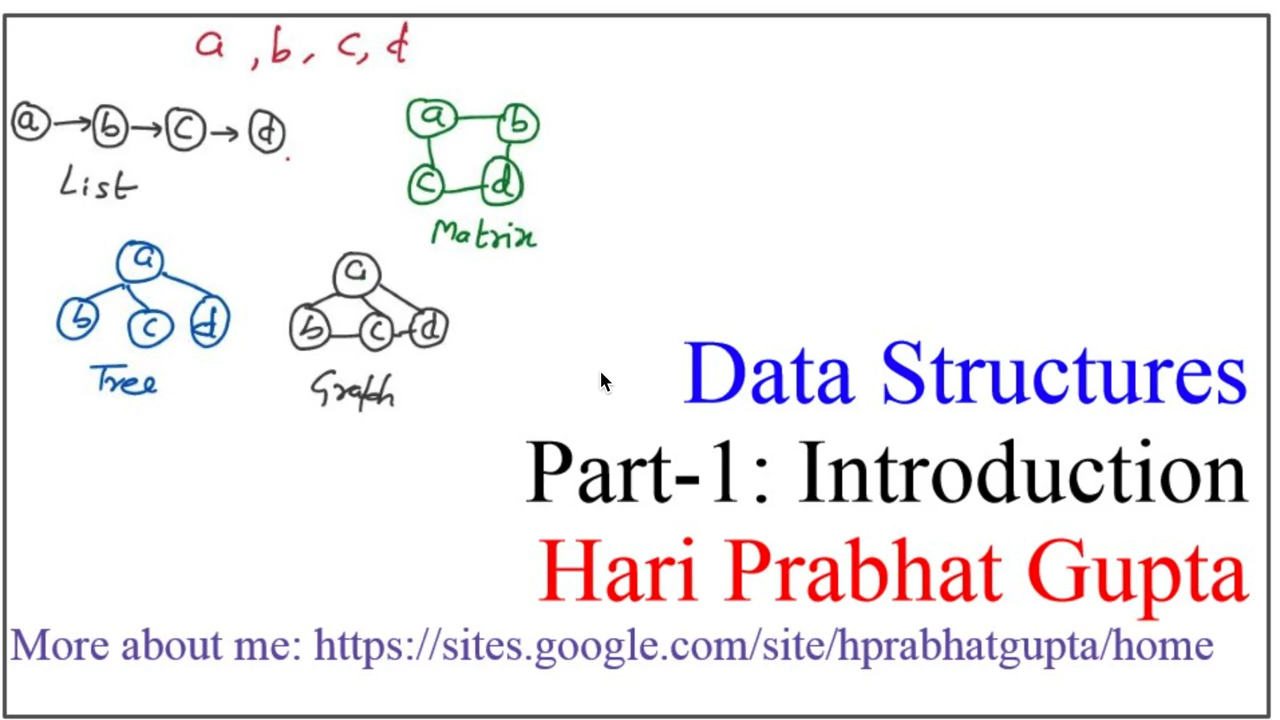 a , b, c, d
a → b → c → d
List
a b
c d
Matrix
a
b c d
Tree
a
b c d
Graph
Data Structures
Part-1: Introduction
Hari Prabhat Gupta
More about me: https://sites.google.com/site/hprabhatgupta/home